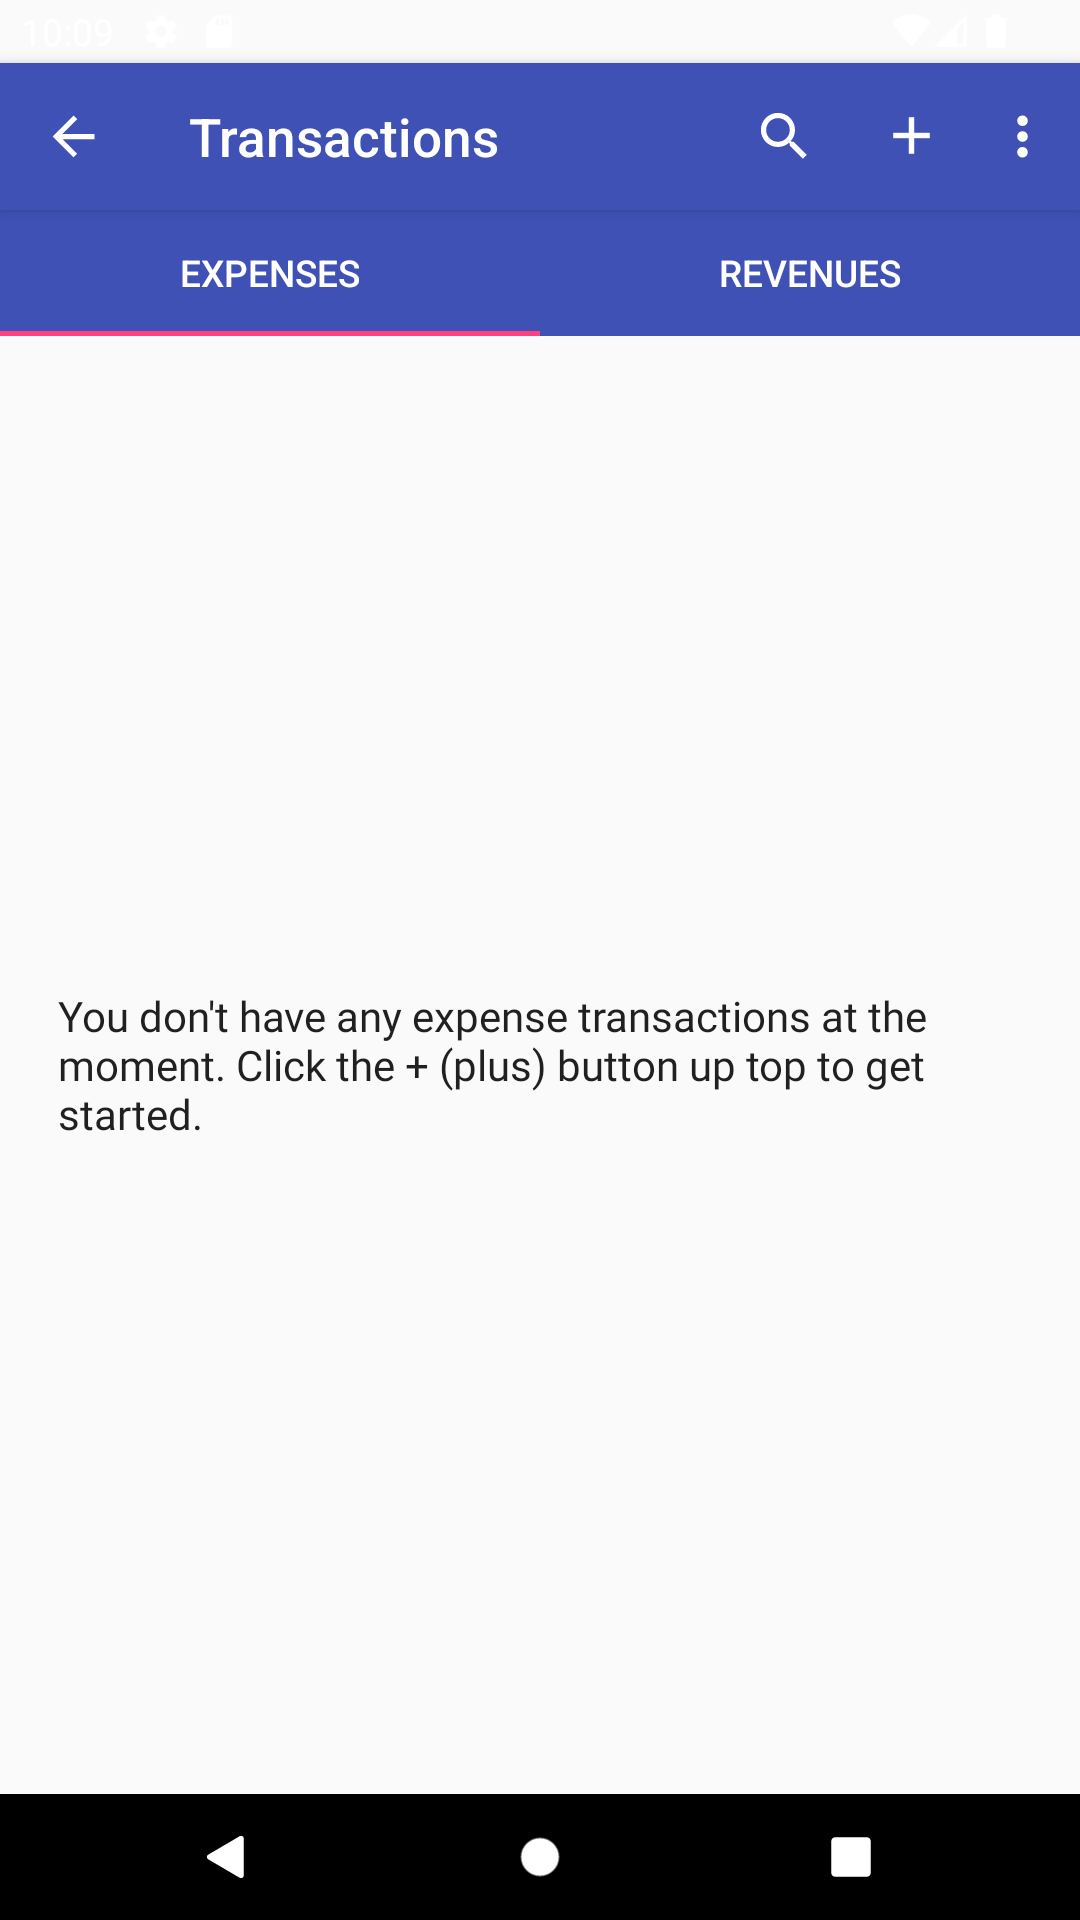 10:09
Transactions
EXPENSES
REVENUES
You don't have any expense transactions at the
moment. Click the + (plus) button up top to get
started.